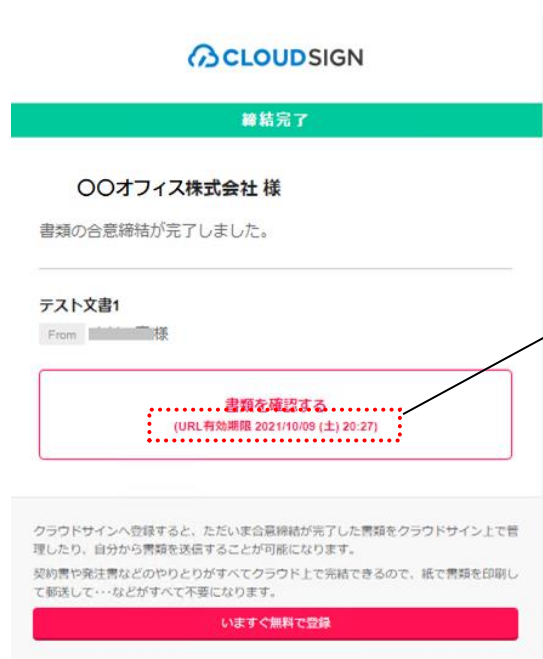 CLOUDSIGN
締結完了
〇〇オフィス株式会社 様
書類の合意締結が完了しました。
テスト文書1
From 様
書類を確認する
(URL有効期限 2021/10/09 (土) 20:27)
クラウドサインへ登録すると、ただいま合意締結が完了した書類をクラウドサイン上で管
理したり、自分から書類を送信することが可能になります。
契約書や発注書などのやりとりがすべてクラウド上で完結できるので、紙で書類を印刷し
て郵送して・・・などがすべて不要になります。
いますぐ無料で登録